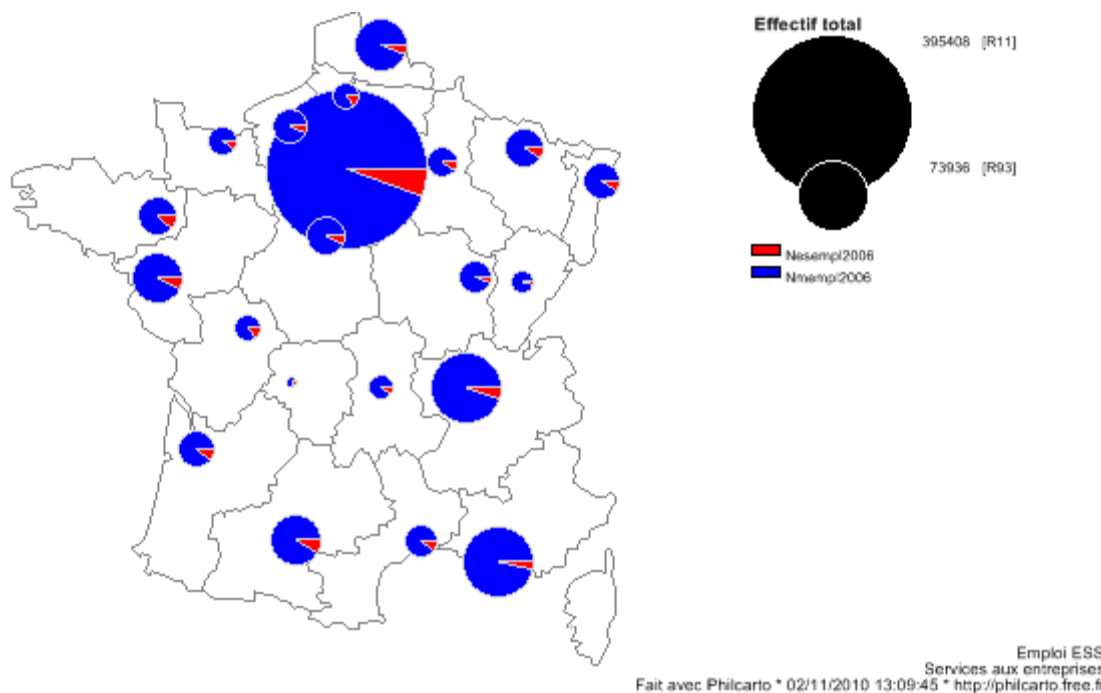 Effectif total
395408 [R11]
73936 [R93]
Nesempl2006
Nmempl2006
Emploi ESS
Services aux entreprises
Fait avec Philcarto * 02/11/2010 13:09:45 * http://philcarto.free.fr